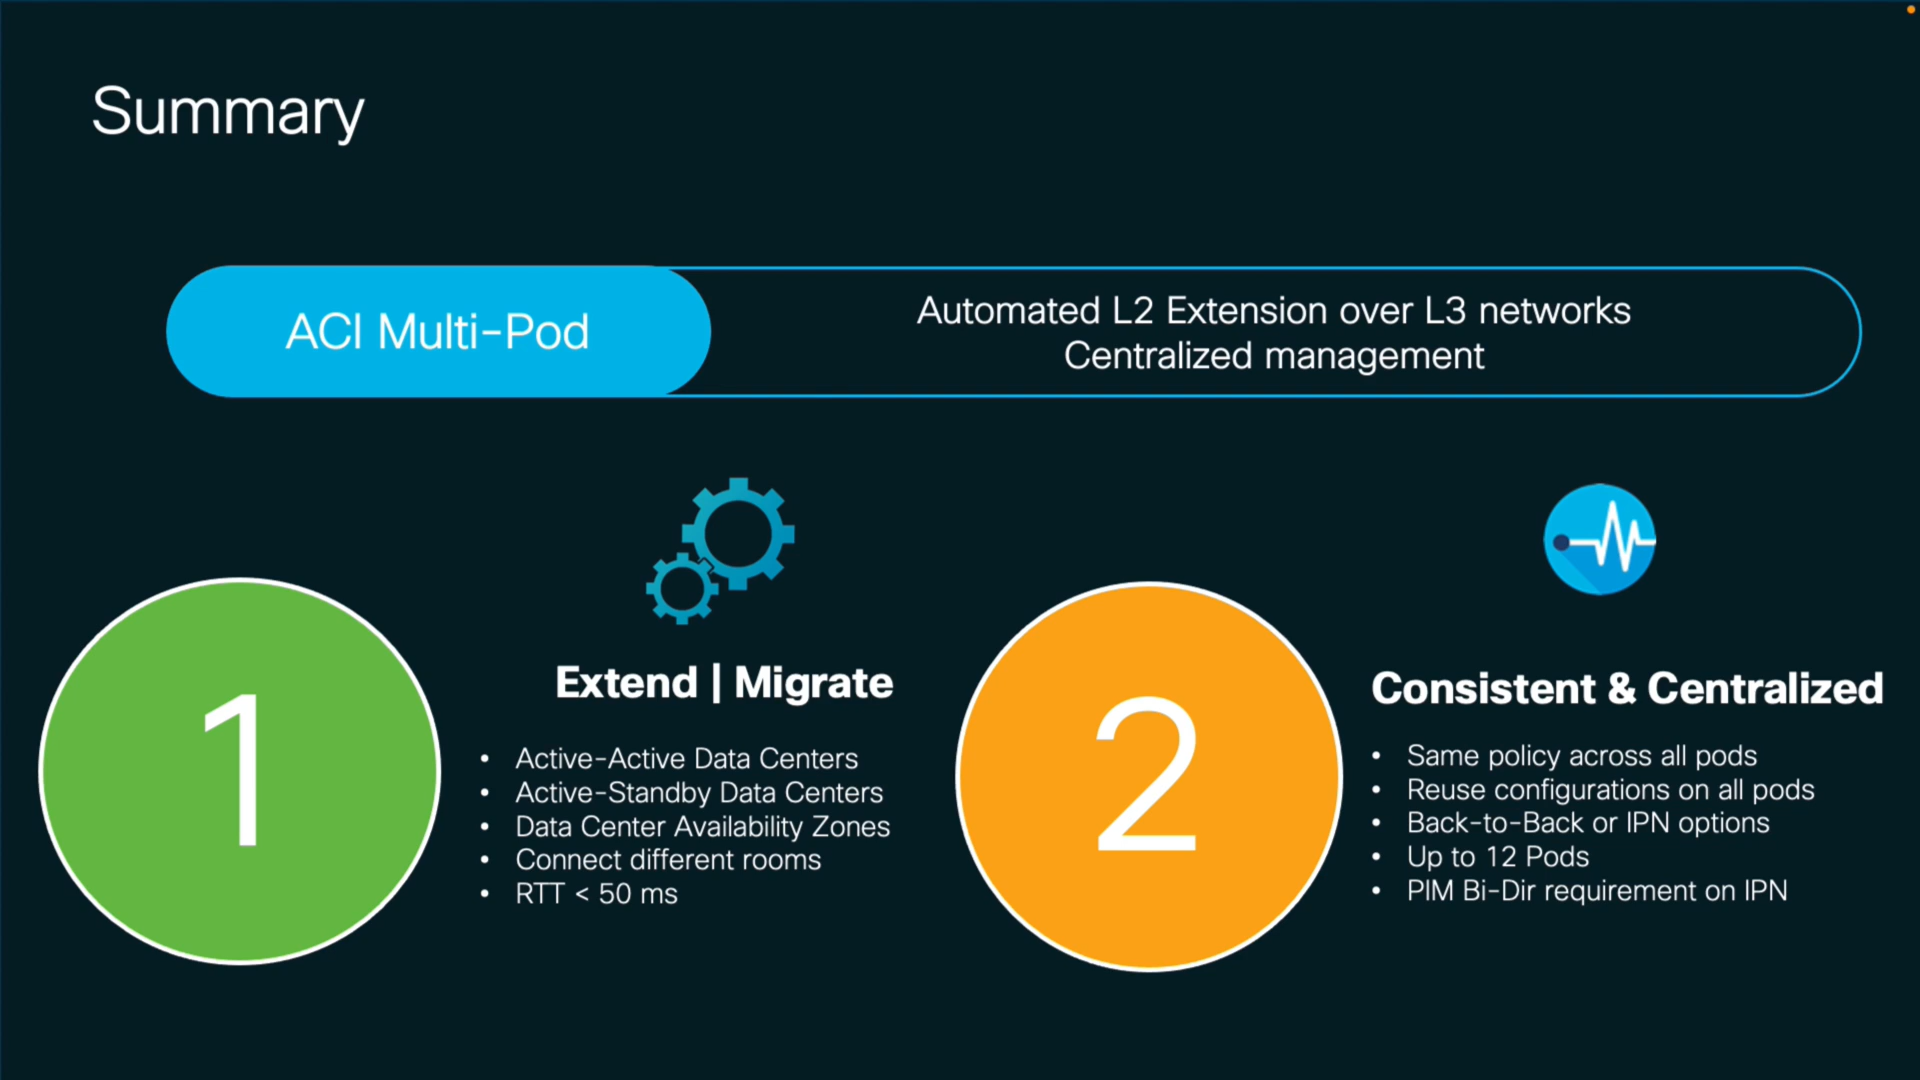 Summary
ACI Multi-Pod
Automated L2 Extension over L3 networks
Centralized management
1
Extend | Migrate
• Active-Active Data Centers
• Active-Standby Data Centers
• Data Center Availability Zones
• Connect different rooms
• RTT < 50 ms
2
Consistent & Centralized
• Same policy across all pods
• Reuse configurations on all pods
• Back-to-Back or IPN options
• Up to 12 Pods
• PIM Bi-Dir requirement on IPN